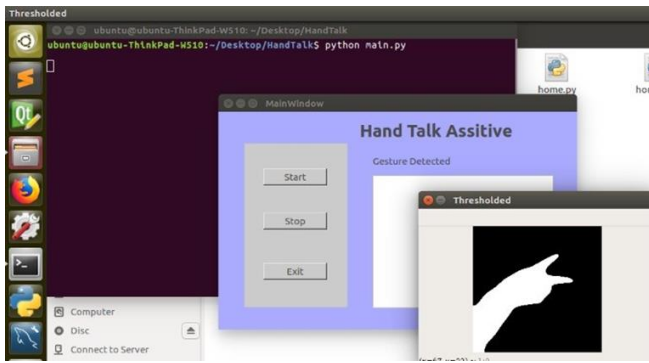 Thresholded
ubuntu@ubuntu-ThinkPad-W510: ~/Desktop/HandTalk
ubuntu@ubuntu-ThinkPad-W510:~/Desktop/HandTalk$ python main.py
home.py
MainWindow
Hand Talk Assitive
Gesture Detected
Start
Stop
Exit
Thresholded
Computer
Disc
Connect to Server